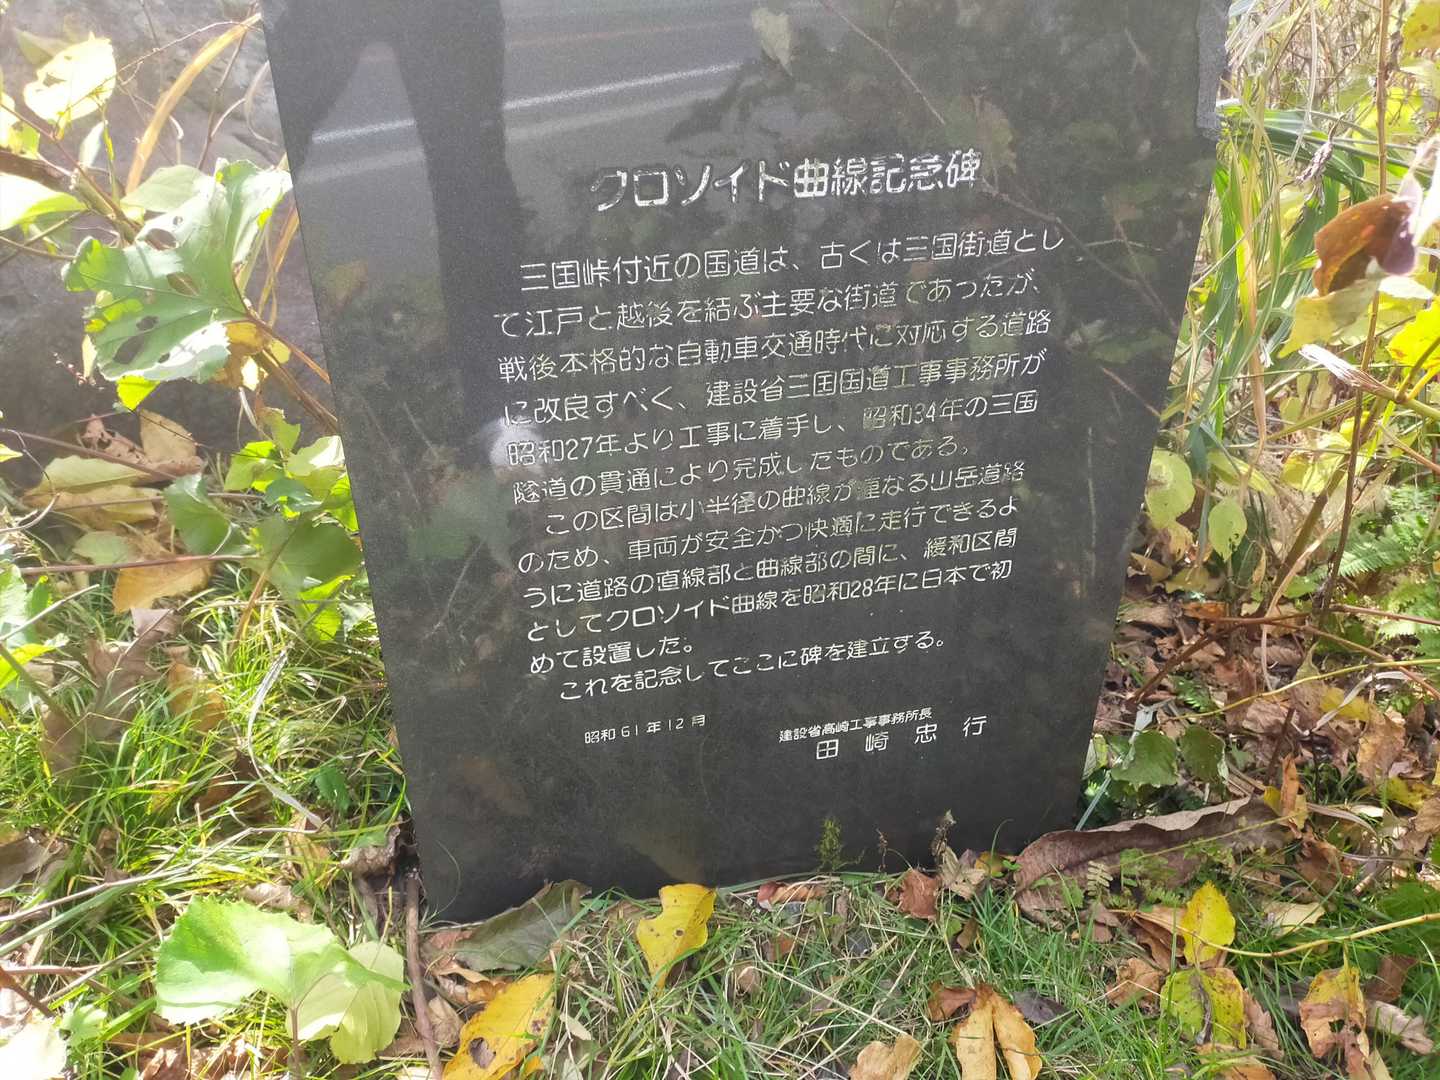 クロソイド曲線記念碑
三国峠付近の国道は、古くは三国街道とし
て江戸と越後を結ぶ主要な街道であったが、
戦後本格的な自動車交通時代に対応する道路
に改良すべく、建設省三国国道工事事務所が
昭和27年より工事に着手し、昭和34年の三国
隧道の貫通により完成したものである。
この区間は小半径の曲線が連なる山岳道路
のため、車両が安全かつ快適に走行できるよ
うに道路の直線部と曲線部の間に、緩和区間
としてクロソイド曲線を昭和28年に日本で初
めて設置した。
これを記念してここに碑を建立する。
昭和61年12月
建設省高崎工事事務所長
田崎忠行